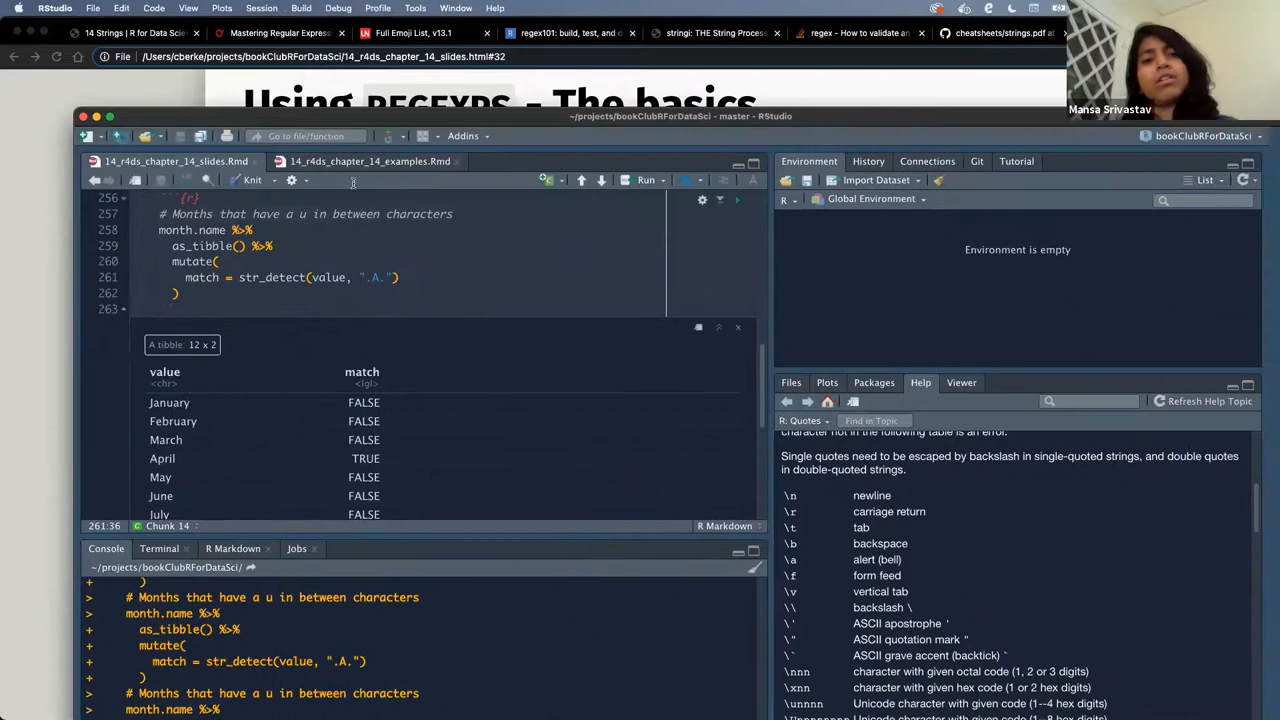 RStudio File Edit Code View Plots Session Build Debug Profile Tools Window Help
14 Strings | R for Data Scie Mastering Regular Expre Full Emoji List, v13.1 regex101: build, test, and d stringi: THE String Process regex - How to validate an cheatsheets/strings.pdf at
File /Users/cberke/projects/bookClubRForDataSci/14_r4ds_chapter_14_slides.html#32
Using REGEXPS - The basics
Mansa Srivastav
~/projects/bookClubRForDataSci - master - RStudio
Go to file/function Addins bookClubRForDataSci
14_r4ds_chapter_14_slides.Rmd 14_r4ds_chapter_14_examples.Rmd
Knit Run
256 ```{r}
257 # Months that have a u in between characters
258 month.name %>%
259 as_tibble() %>%
260 mutate(
261 match = str_detect(value, ".A.")
262 )
263
A tibble: 12 x 2
value match
<chr> <lgl>
January FALSE
February FALSE
March FALSE
April TRUE
May FALSE
June FALSE
July FALSE
261:36 Chunk 14 R Markdown
Console Terminal R Markdown Jobs
~/projects/bookClubRForDataSci/
+ )
> # Months that have a u in between characters
> month.name %>%
+ as_tibble() %>%
+ mutate(
+ match = str_detect(value, ".A.")
+ )
> # Months that have a u in between characters
> month.name %>%
Environment History Connections Git Tutorial
Import Dataset List
R Global Environment
Environment is empty
Files Plots Packages Help Viewer
Refresh Help Topic
R: Quotes Find in Topic
character not in the following table is an error.
Single quotes need to be escaped by backslash in single-quoted strings, and double quotes
in double-quoted strings.
\n newline
\r carriage return
\t tab
\b backspace
\a alert (bell)
\f form feed
\v vertical tab
\\ backslash \
\' ASCII apostrophe '
\" ASCII quotation mark "
\` ASCII grave accent (backtick) `
\nnn character with given octal code (1, 2 or 3 digits)
\xnn character with given hex code (1 or 2 hex digits)
\unnnn Unicode character with given code (1--4 hex digits)
\Unnnnnnnn Unicode character with given code (1--8 hex digits)